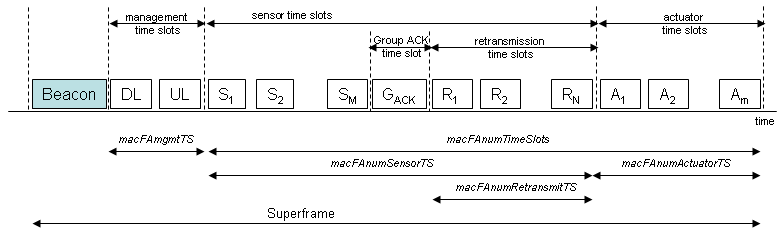 management
time slots
sensor time slots
actuator
time slots
Group ACK
time slot
retransmission
time slots
Beacon
DL
UL
S1
S2
SM
GACK
R1
R2
RN
A1
A2
Am
time
macFAmgmtTS
macFAnumTimeSlots
macFAnumSensorTS
macFAnumActuatorTS
macFAnumRetransmitTS
Superframe